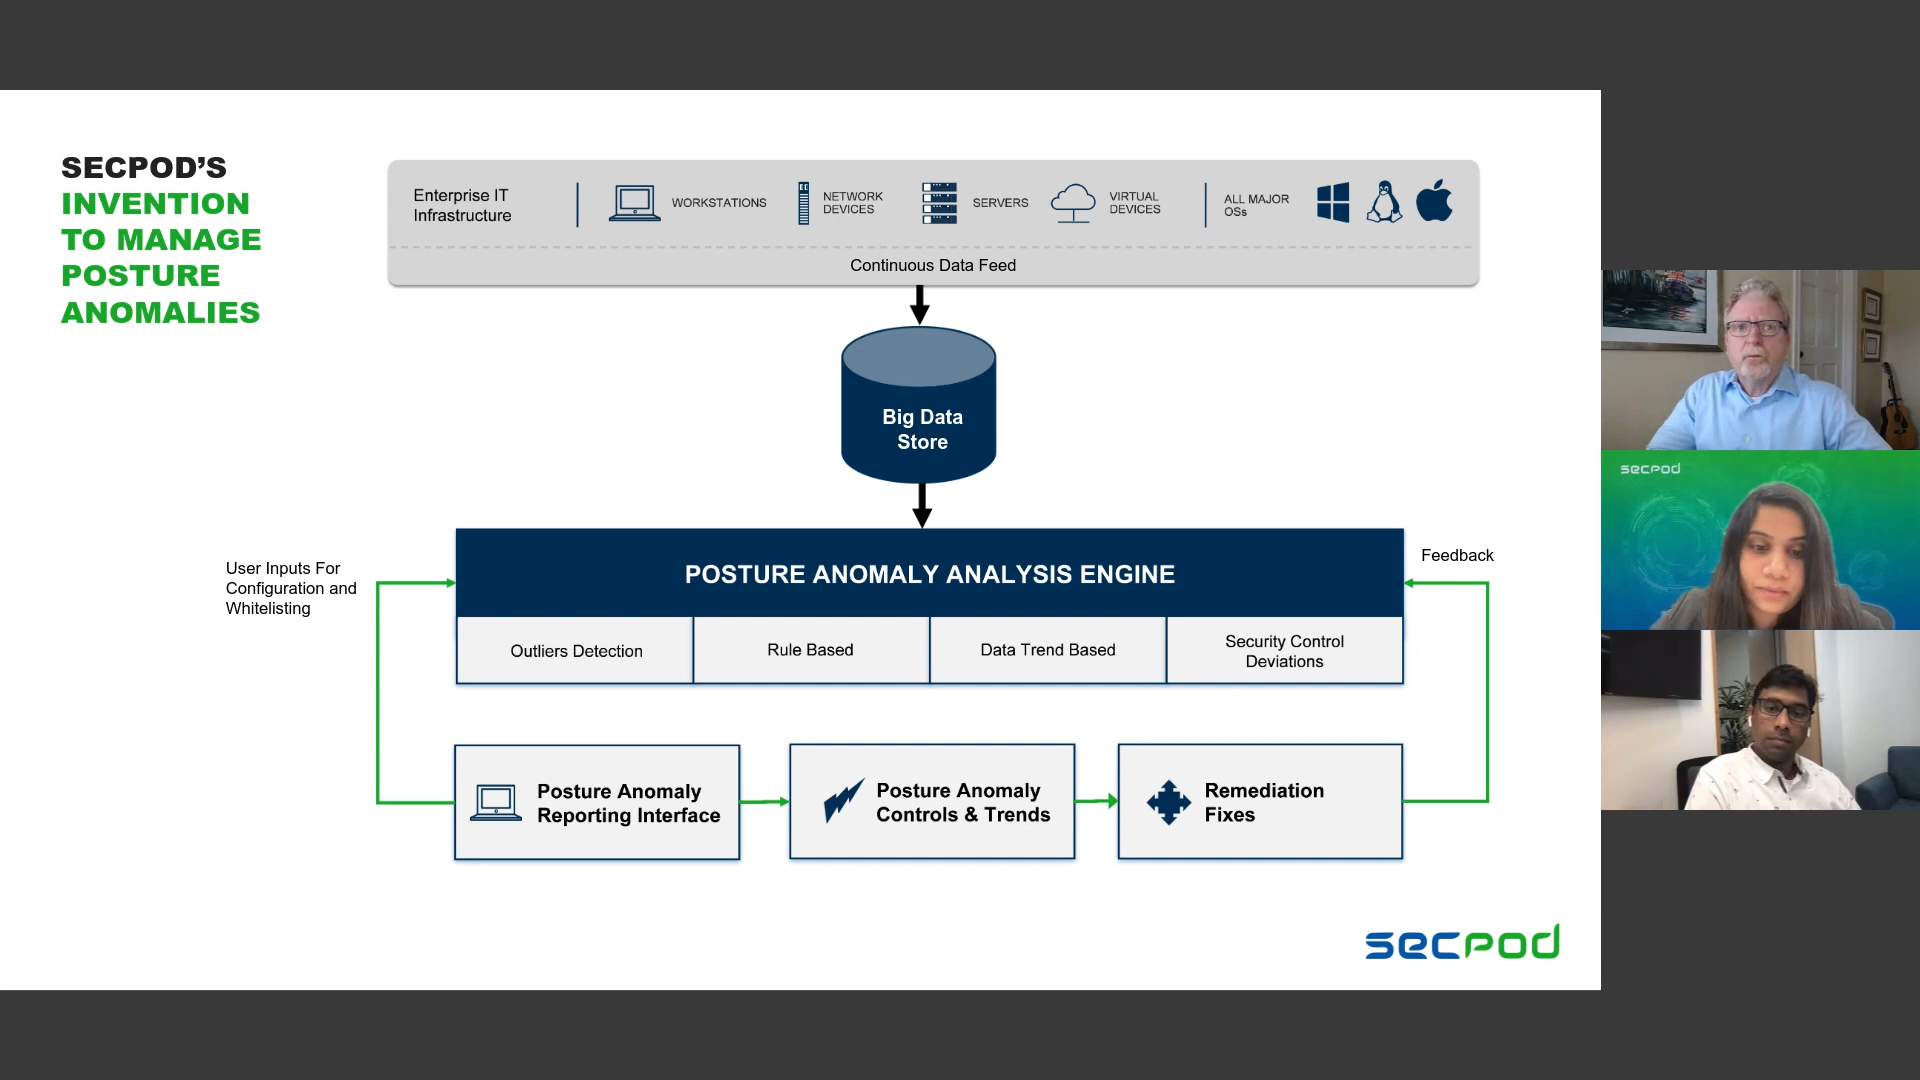 SECPOD’S
INVENTION
TO MANAGE
POSTURE
ANOMALIES
Enterprise IT
Infrastructure
WORKSTATIONS
NETWORK
DEVICES
SERVERS
VIRTUAL
DEVICES
ALL MAJOR
OSs
Continuous Data Feed
Big Data
Store
User Inputs For
Configuration and
Whitelisting
POSTURE ANOMALY ANALYSIS ENGINE
Feedback
Outliers Detection
Rule Based
Data Trend Based
Security Control
Deviations
Posture Anomaly
Reporting Interface
Posture Anomaly
Controls & Trends
Remediation
Fixes
secpod
secpod